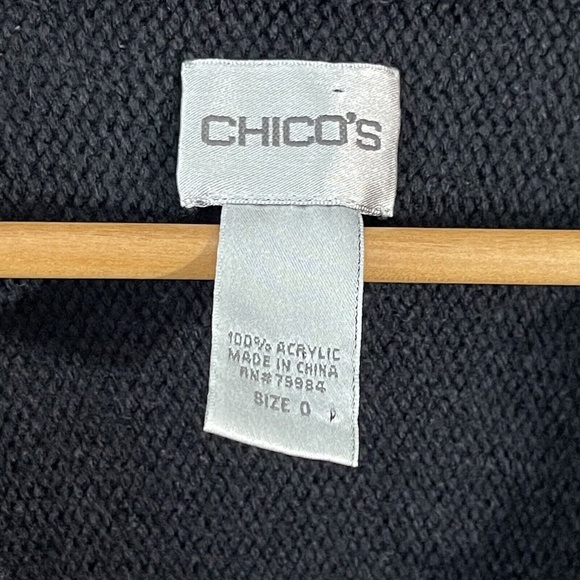 CHICO'S
100% ACRYLIC
MADE IN CHINA
RN#79984
SIZE 0